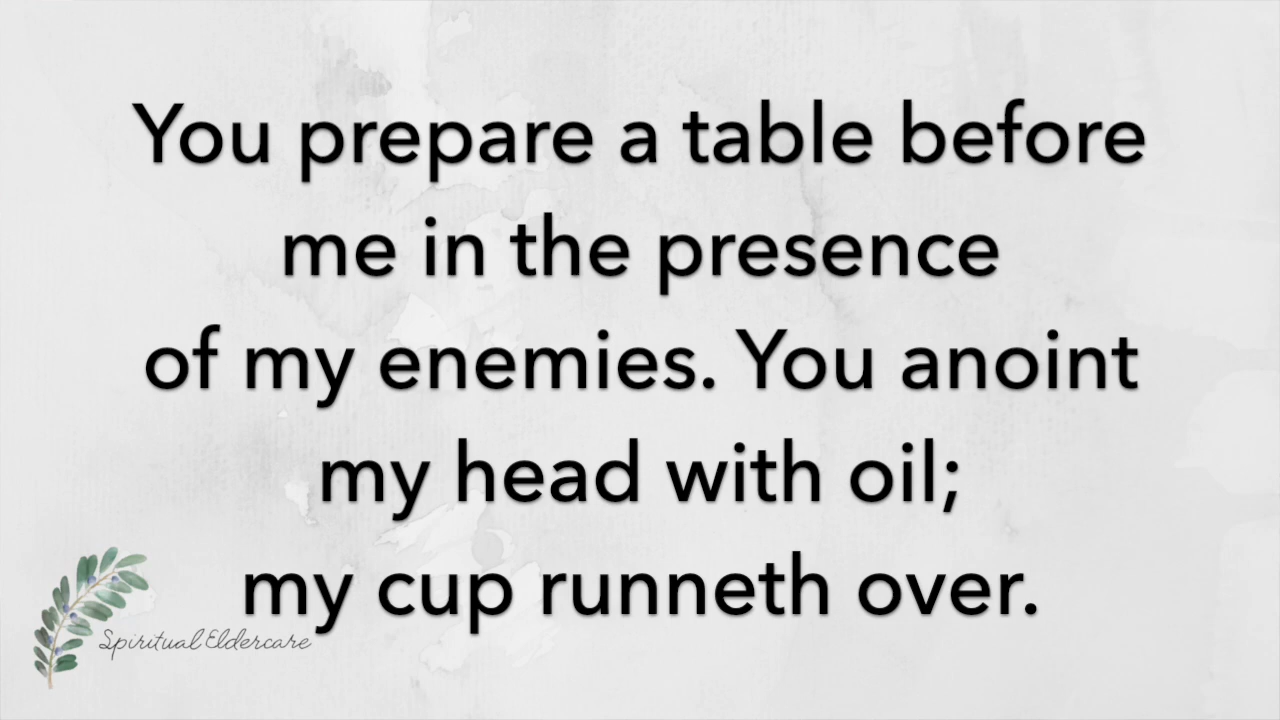 You prepare a table before
me in the presence
of my enemies. You anoint
my head with oil;
my cup runneth over.
Spiritual Eldercare